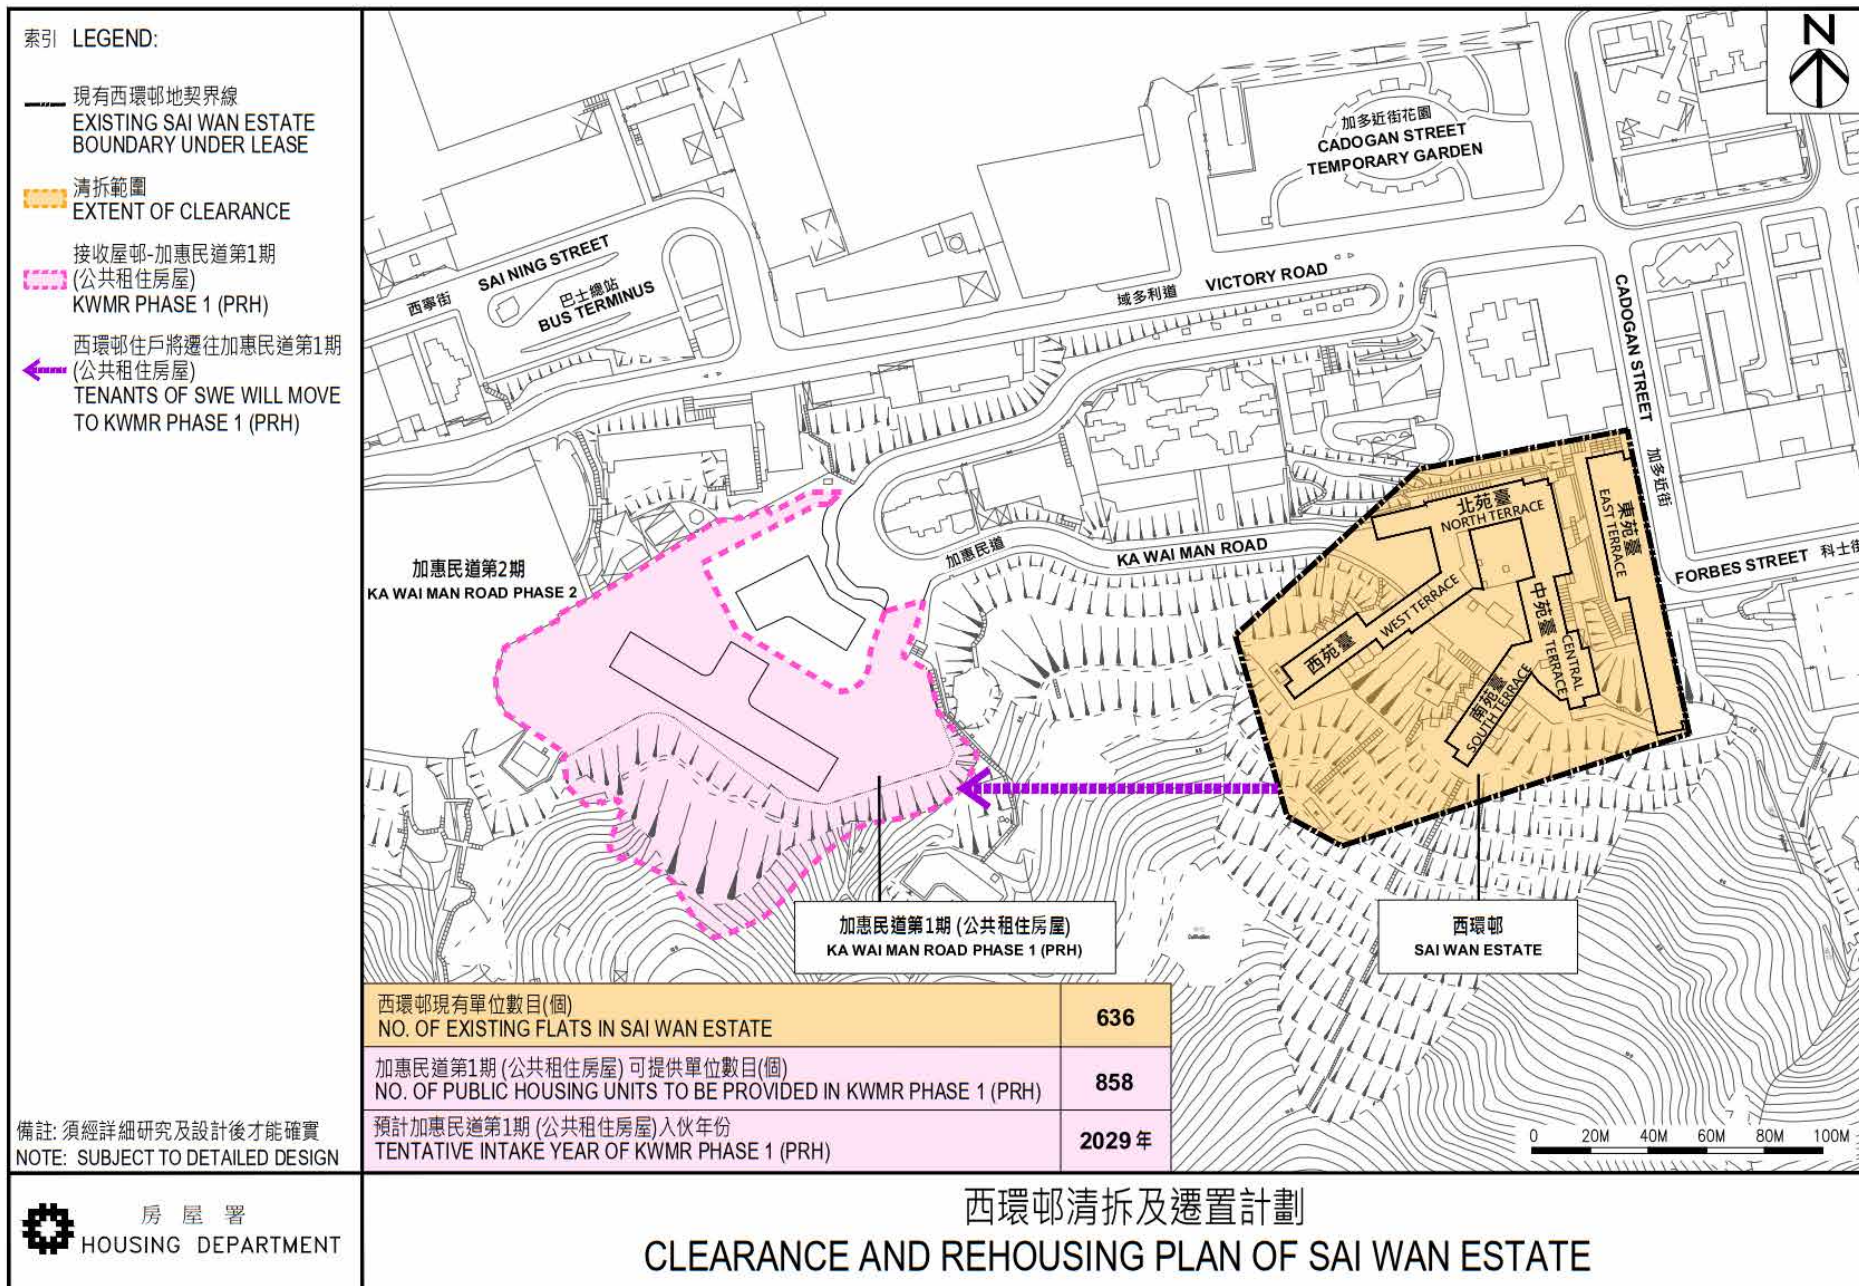 索引 LEGEND:
現有西環邨地契界線
EXISTING SAI WAN ESTATE
BOUNDARY UNDER LEASE
清拆範圍
EXTENT OF CLEARANCE
接收屋邨-加惠民道第1期
(公共租住房屋)
KWMR PHASE 1 (PRH)
西環邨住戶將遷往加惠民道第1期
(公共租住房屋)
TENANTS OF SWE WILL MOVE
TO KWMR PHASE 1 (PRH)
備註: 須經詳細研究及設計後才能確實
NOTE: SUBJECT TO DETAILED DESIGN
N
加多近街花園
CADOGAN STREET
TEMPORARY GARDEN
西寧街
SAI NING STREET
巴士總站
BUS TERMINUS
域多利道
VICTORY ROAD
CADOGAN STREET
加多近街
加惠民道第2期
KA WAI MAN ROAD PHASE 2
加惠民道
KA WAI MAN ROAD
北苑臺
NORTH TERRACE
東苑臺
EAST TERRACE
FORBES STREET 科士街
西苑臺
WEST TERRACE
中苑臺
CENTRAL
TERRACE
南苑臺
SOUTH TERRACE
加惠民道第1期 (公共租住房屋)
KA WAI MAN ROAD PHASE 1 (PRH)
西環邨
SAI WAN ESTATE
西環邨現有單位數目(個)
NO. OF EXISTING FLATS IN SAI WAN ESTATE
636
加惠民道第1期 (公共租住房屋) 可提供單位數目(個)
NO. OF PUBLIC HOUSING UNITS TO BE PROVIDED IN KWMR PHASE 1 (PRH)
858
預計加惠民道第1期 (公共租住房屋)入伙年份
TENTATIVE INTAKE YEAR OF KWMR PHASE 1 (PRH)
2029 年
0 20M 40M 60M 80M 100M
房屋署
HOUSING DEPARTMENT
西環邨清拆及遷置計劃
CLEARANCE AND REHOUSING PLAN OF SAI WAN ESTATE